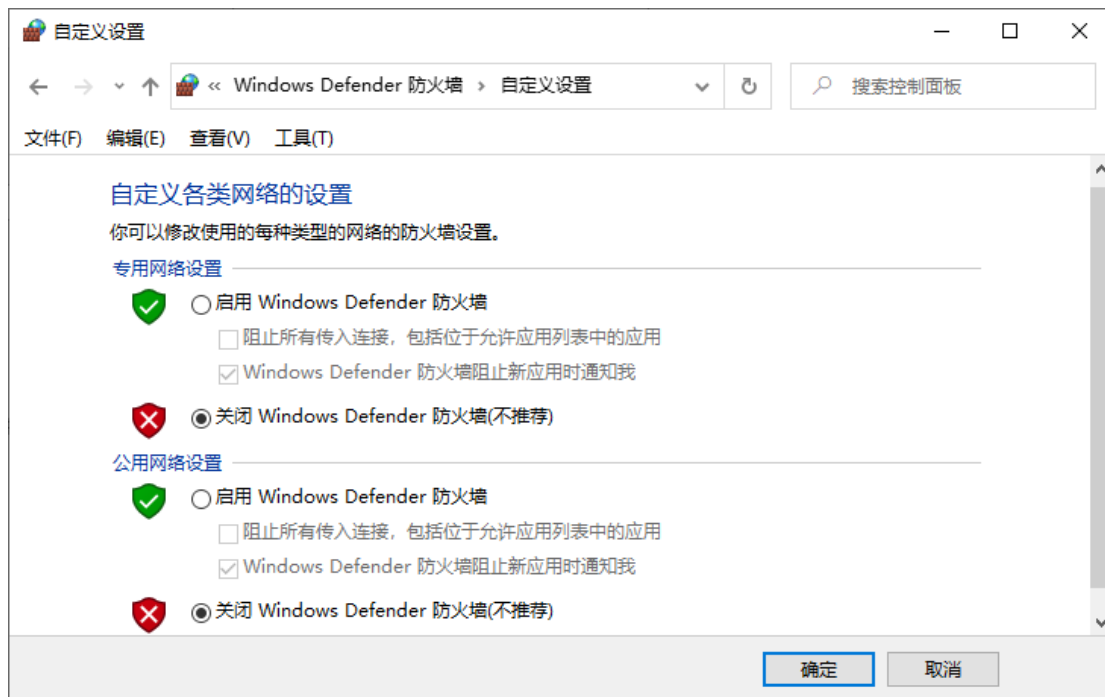 自定义设置
« Windows Defender 防火墙 › 自定义设置
搜索控制面板
文件(F) 编辑(E) 查看(V) 工具(T)
自定义各类网络的设置
你可以修改使用的每种类型的网络的防火墙设置。
专用网络设置
启用 Windows Defender 防火墙
阻止所有传入连接，包括位于允许应用列表中的应用
Windows Defender 防火墙阻止新应用时通知我
关闭 Windows Defender 防火墙(不推荐)
公用网络设置
启用 Windows Defender 防火墙
阻止所有传入连接，包括位于允许应用列表中的应用
Windows Defender 防火墙阻止新应用时通知我
关闭 Windows Defender 防火墙(不推荐)
确定 取消